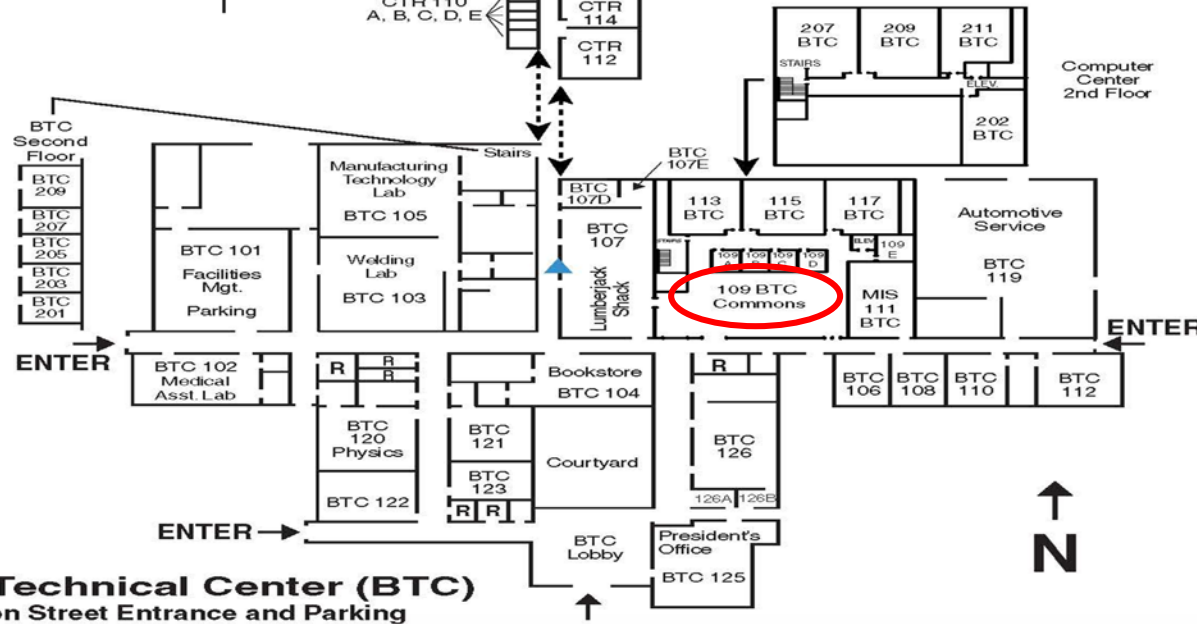 CTR 110
A, B, C, D, E
CTR
114
CTR
112
207
BTC
209
BTC
211
BTC
STAIRS
ELEV.
202
BTC
Computer
Center
2nd Floor
BTC
Second
Floor
BTC
209
BTC
207
BTC
205
BTC
203
BTC
201
Stairs
Manufacturing
Technology
Lab
BTC 105
Welding
Lab
BTC 103
BTC 101
Facilities
Mgt.
Parking
BTC
107E
BTC
107D
BTC
107
Lumberjack
Shack
113
BTC
115
BTC
117
BTC
STAIRS
ELEV
109
A
109
B
109
C
109
D
109
E
109 BTC
Commons
MIS
111
BTC
Automotive
Service
BTC
119
ENTER
ENTER
BTC 102
Medical
Asst. Lab
R
R
R
Bookstore
BTC 104
R
BTC
106
BTC
108
BTC
110
BTC
112
BTC
120
Physics
BTC
121
Courtyard
BTC
126
BTC 122
BTC
123
R
R
126A
126B
ENTER
BTC
Lobby
President's
Office
BTC 125
N
Technical Center (BTC)
on Street Entrance and Parking